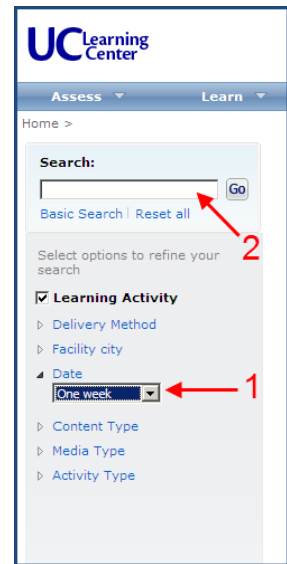 UC Learning
Center
Assess Learn
Home >
Search:
Go
Basic Search | Reset all
2
Select options to refine your
search
Learning Activity
Delivery Method
Facility city
Date
One week
1
Content Type
Media Type
Activity Type